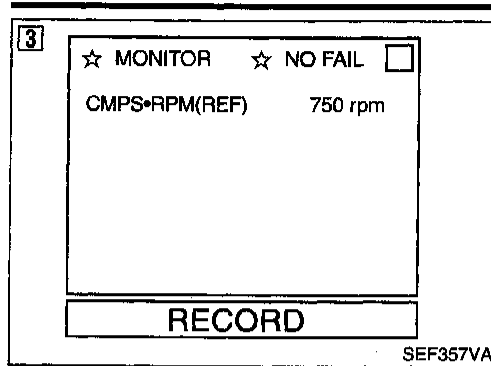 3
☆ MONITOR ☆ NO FAIL
CMPS•RPM(REF) 750 rpm
RECORD
SEF357VA